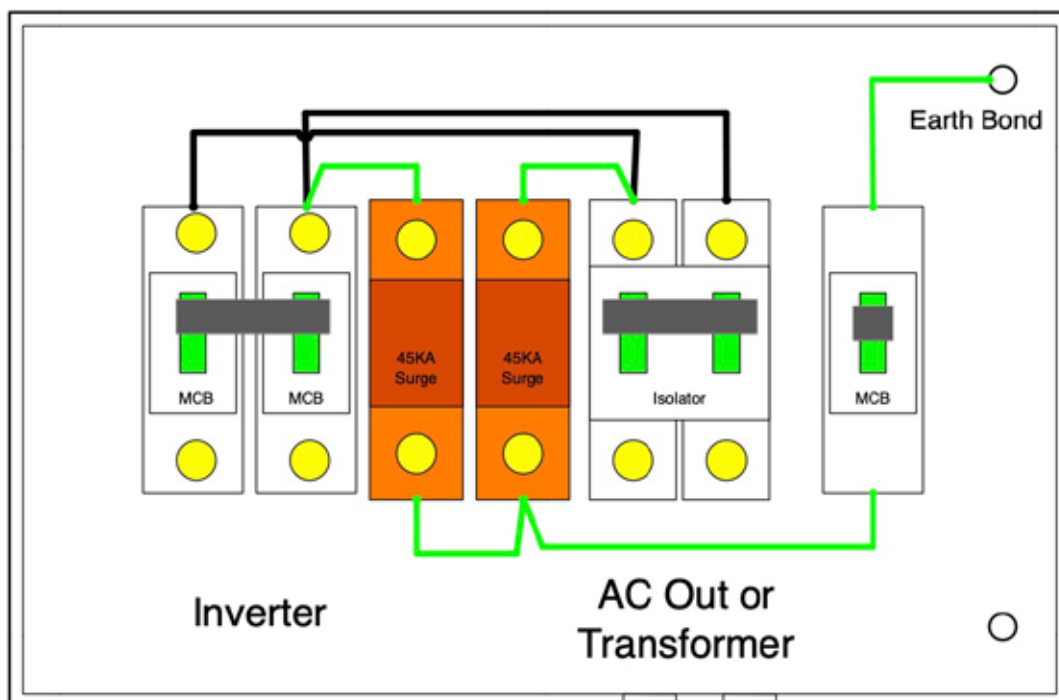 Earth Bond
MCB
MCB
45KA
Surge
45KA
Surge
Isolator
MCB
Inverter
AC Out or
Transformer